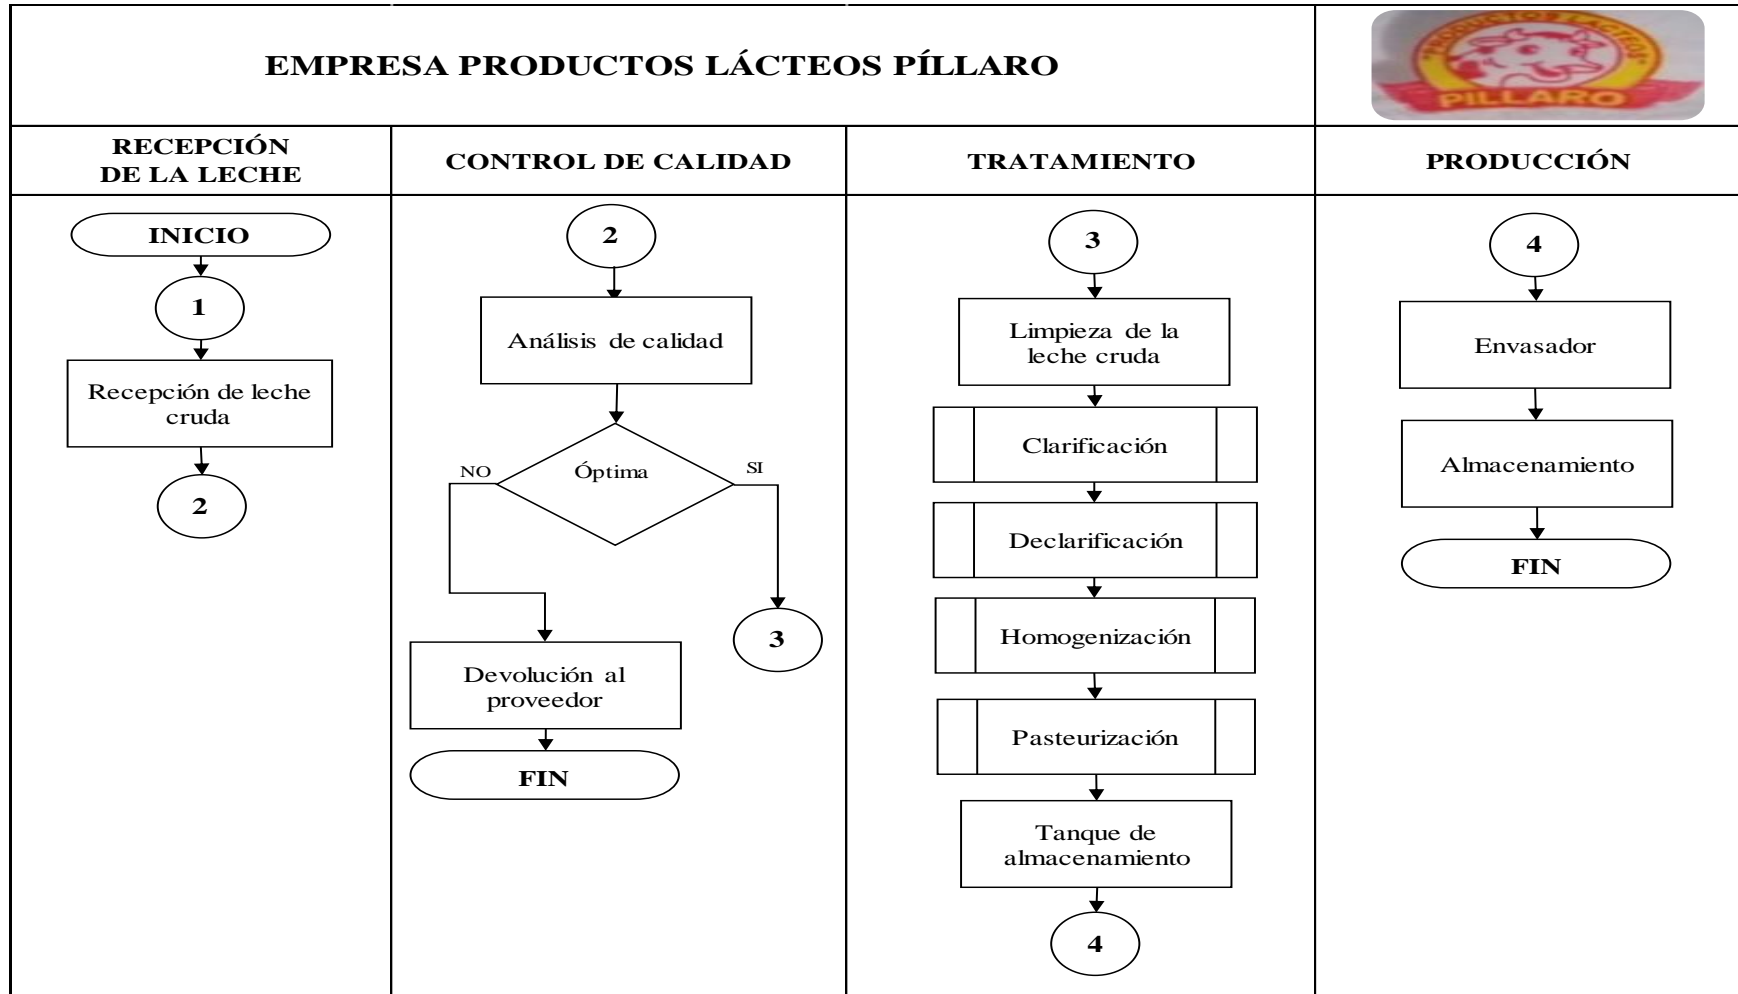 EMPRESA PRODUCTOS LÁCTEOS PÍLLARO
PRODUCTOS LACTEOS
PILLARO
RECEPCIÓN
DE LA LECHE
CONTROL DE CALIDAD
TRATAMIENTO
PRODUCCIÓN
INICIO
1
Recepción de leche
cruda
2
2
Análisis de calidad
Óptima
NO
SI
3
Devolución al
proveedor
FIN
3
Limpieza de la
leche cruda
Clarificación
Declarificación
Homogenización
Pasteurización
Tanque de
almacenamiento
4
4
Envasador
Almacenamiento
FIN